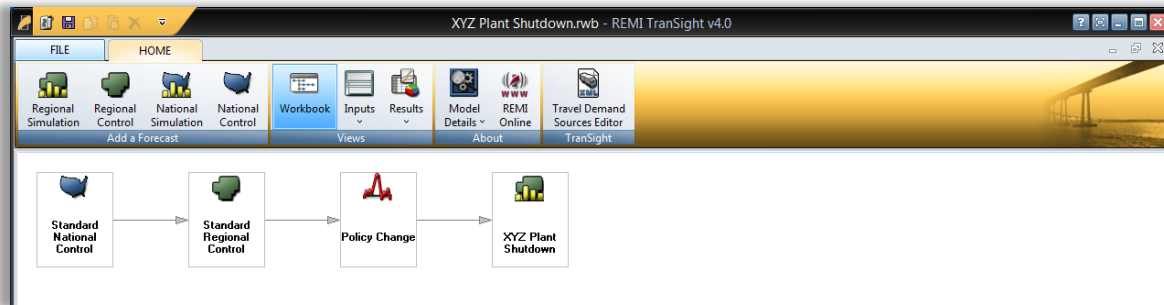 XYZ Plant Shutdown.rwb - REMI TranSight v4.0
FILE
HOME
Regional Simulation
Regional Control
National Simulation
National Control
Workbook
Inputs
Results
Model Details
WWW
REMI Online
XML
Travel Demand Sources Editor
Add a Forecast
Views
About
TranSight
Standard
National
Control
Standard
Regional
Control
Policy Change
XYZ Plant
Shutdown